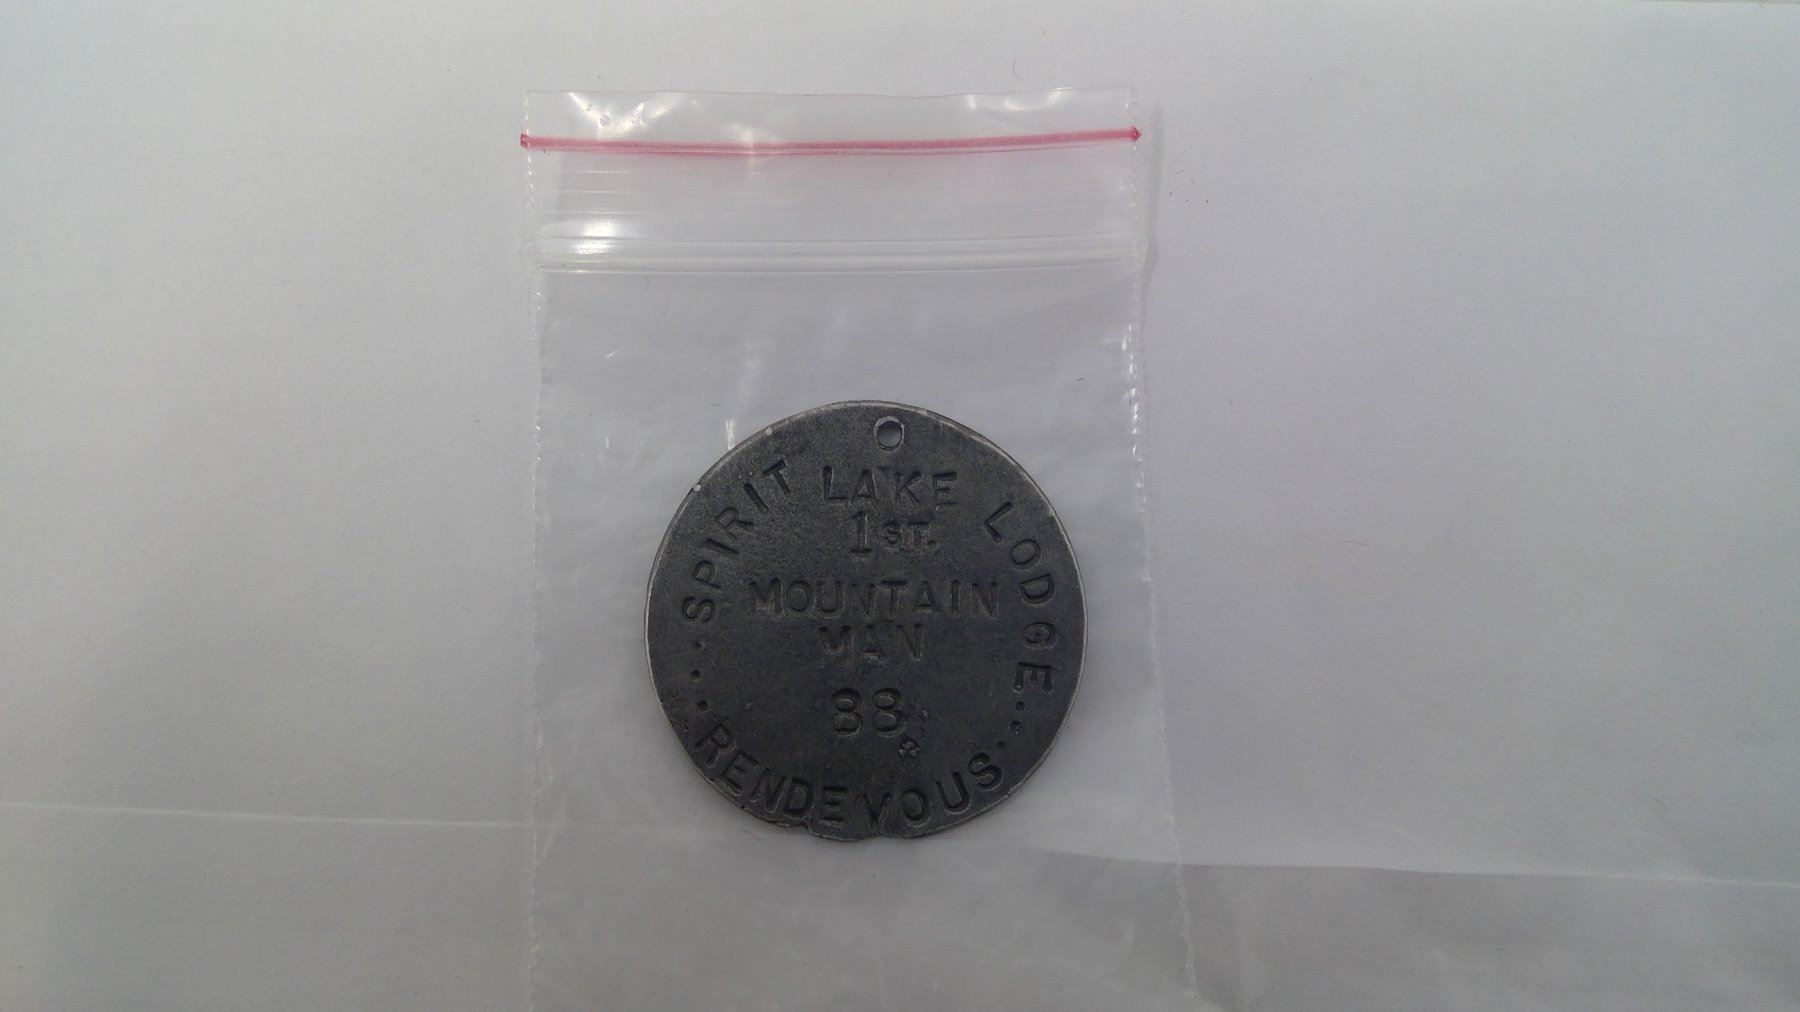 SPIRIT LAKE LODGE
1ST.
MOUNTAIN
MAN
88
RENDEVOUS